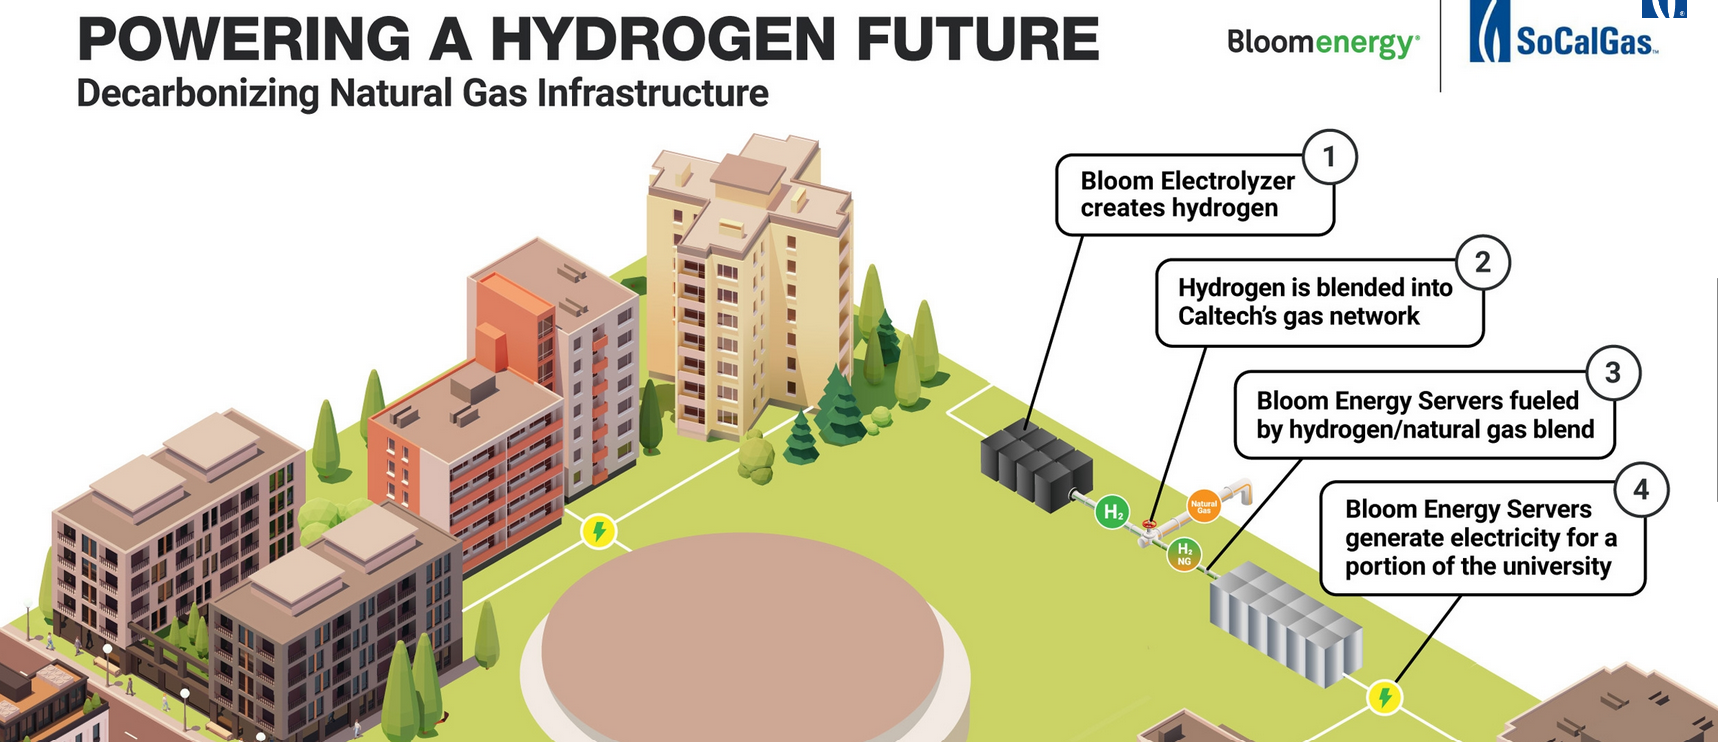 POWERING A HYDROGEN FUTURE
Decarbonizing Natural Gas Infrastructure
Bloomenergy®
SoCalGas™
1
Bloom Electrolyzer
creates hydrogen
2
Hydrogen is blended into
Caltech's gas network
3
Bloom Energy Servers fueled
by hydrogen/natural gas blend
4
Bloom Energy Servers
generate electricity for a
portion of the university
H₂
Natural
Gas
H₂
NG